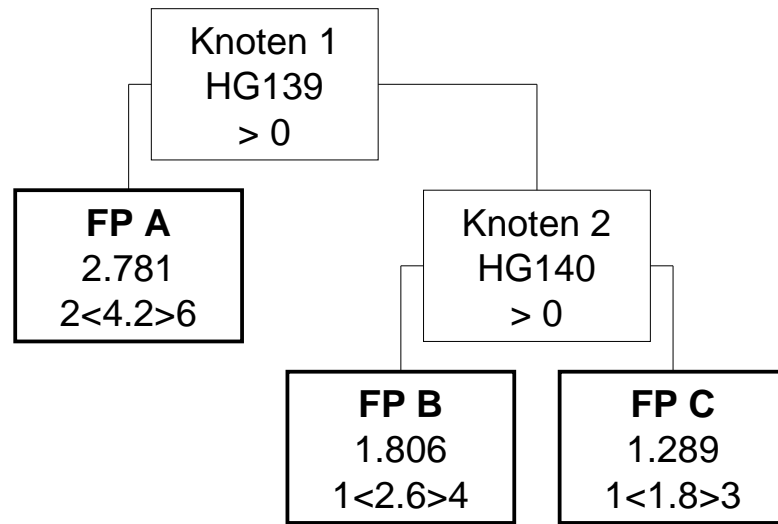 Knoten 1
HG139
> 0
FP A
2.781
2<4.2>6
Knoten 2
HG140
> 0
FP B
1.806
1<2.6>4
FP C
1.289
1<1.8>3